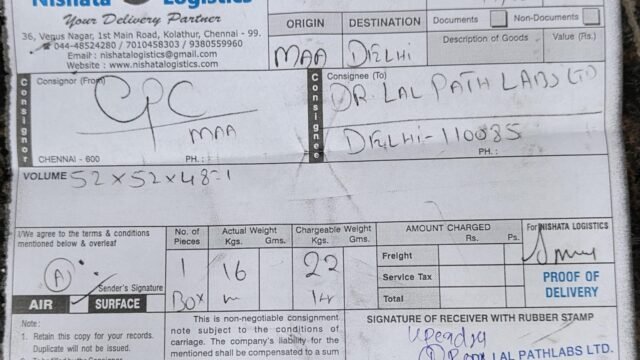 Nishata Logistics
Your Delivery Partner
36, Venus Nagar, 1st Main Road, Kolathur, Chennai - 99.
044-48524280 / 7010458303 / 9380559960
Email : nishatalogistics@gmail.com
Website : www.nishatalogistics.com
ORIGIN
DESTINATION
MAA
DELHI
Documents
Non-Documents
Description of Goods
Value (Rs.)
Consignor
Consignor (From)
CPC
MAA
CHENNAI - 600
PH. :
Consignee
Consignee (To)
DR. LAL PATH LABS LTD
DELHI-110085
PH. :
VOLUME 52 x 52 x 48 = 1
I/We agree to the terms & conditions
mentioned below & overleaf
A
Sender's Signature
AIR
SURFACE
No. of
Pieces
1
Box
Actual Weight
Kgs. Gms.
16
Chargeable Weight
Kgs. Gms.
22
AMOUNT CHARGED
Rs. Ps.
Freight
Service Tax
Total
For NISHATA LOGISTICS
PROOF OF
DELIVERY
Note :
1. Retain this copy for your records.
Duplicate will not be issued.
This is non-negotiable consignment
note subject to the conditions of
carriage. The company's liability for
the mentioned shall be compensated to a sum
SIGNATURE OF RECEIVER WITH RUBBER STAMP
LAL PATHLABS LTD.